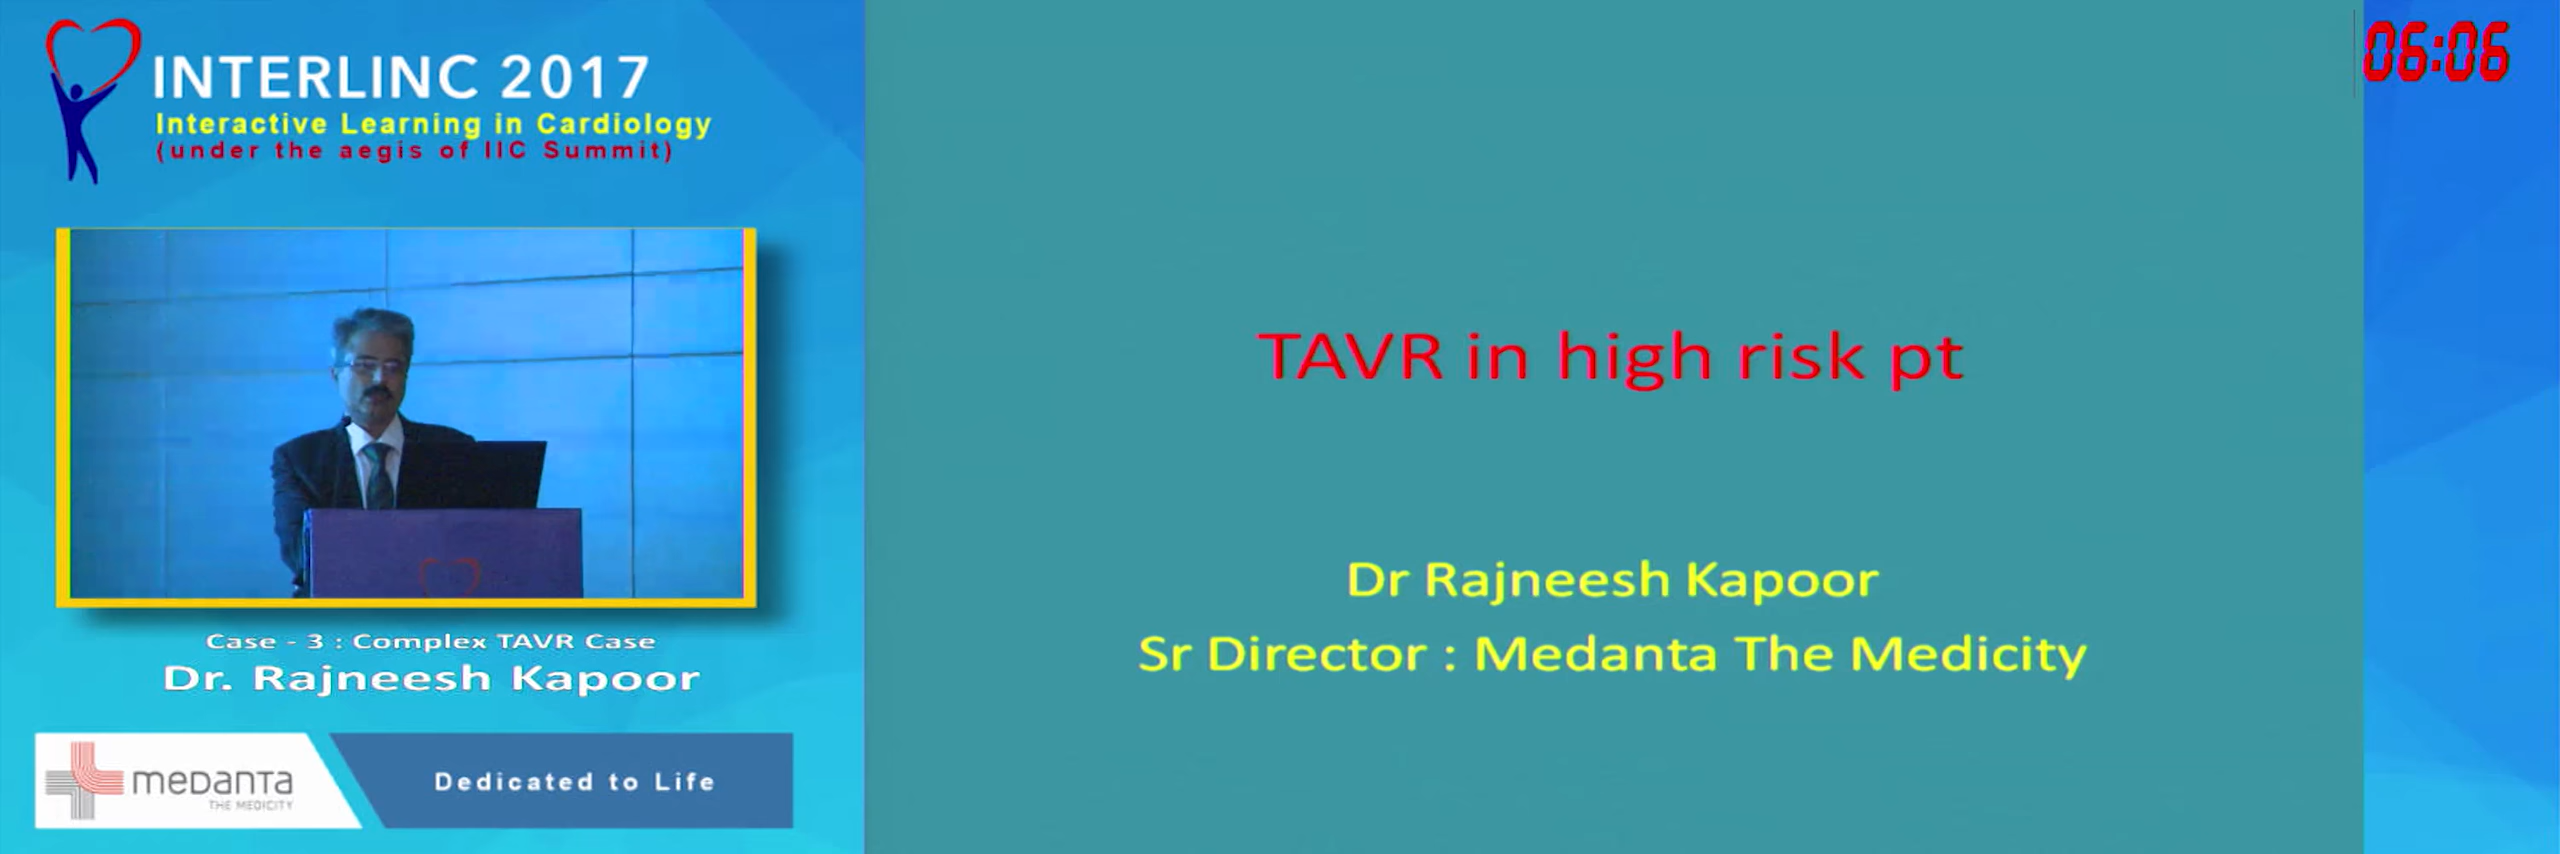 INTERLINC 2017
Interactive Learning in Cardiology
(under the aegis of IIC Summit)
Case - 3 : Complex TAVR Case
Dr. Rajneesh Kapoor
medanta
THE MEDICITY
Dedicated to Life
TAVR in high risk pt
Dr Rajneesh Kapoor
Sr Director : Medanta The Medicity
06:06